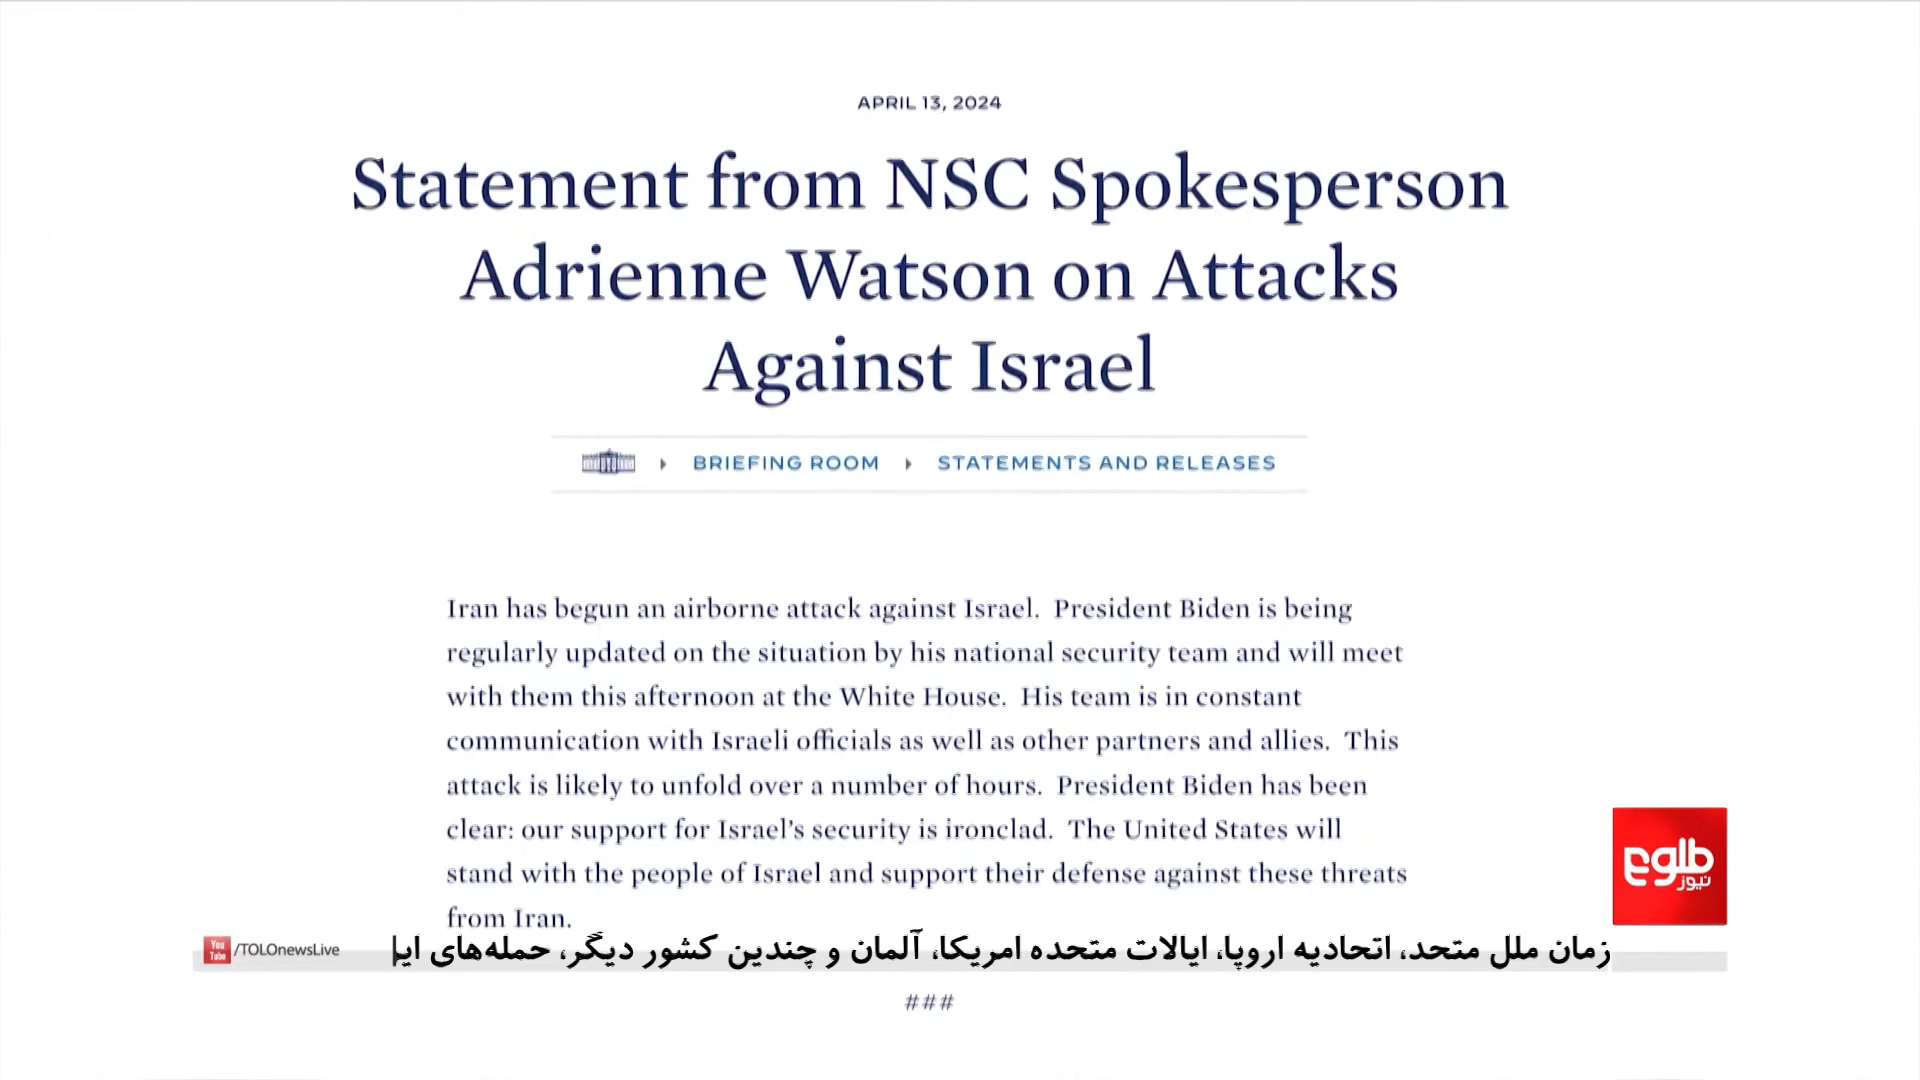 APRIL 13, 2024
Statement from NSC Spokesperson
Adrienne Watson on Attacks
Against Israel
BRIEFING ROOM STATEMENTS AND RELEASES
Iran has begun an airborne attack against Israel. President Biden is being
regularly updated on the situation by his national security team and will meet
with them this afternoon at the White House. His team is in constant
communication with Israeli officials as well as other partners and allies. This
attack is likely to unfold over a number of hours. President Biden has been
clear: our support for Israel’s security is ironclad. The United States will
stand with the people of Israel and support their defense against these threats
from Iran.
طلوع
نیوز
You
Tube
/TOLOnewsLive
زمان ملل متحد، اتحادیه اروپا، ایالات متحده امریکا، آلمان و چندین کشور دیگر، حمله‌های ایر
###